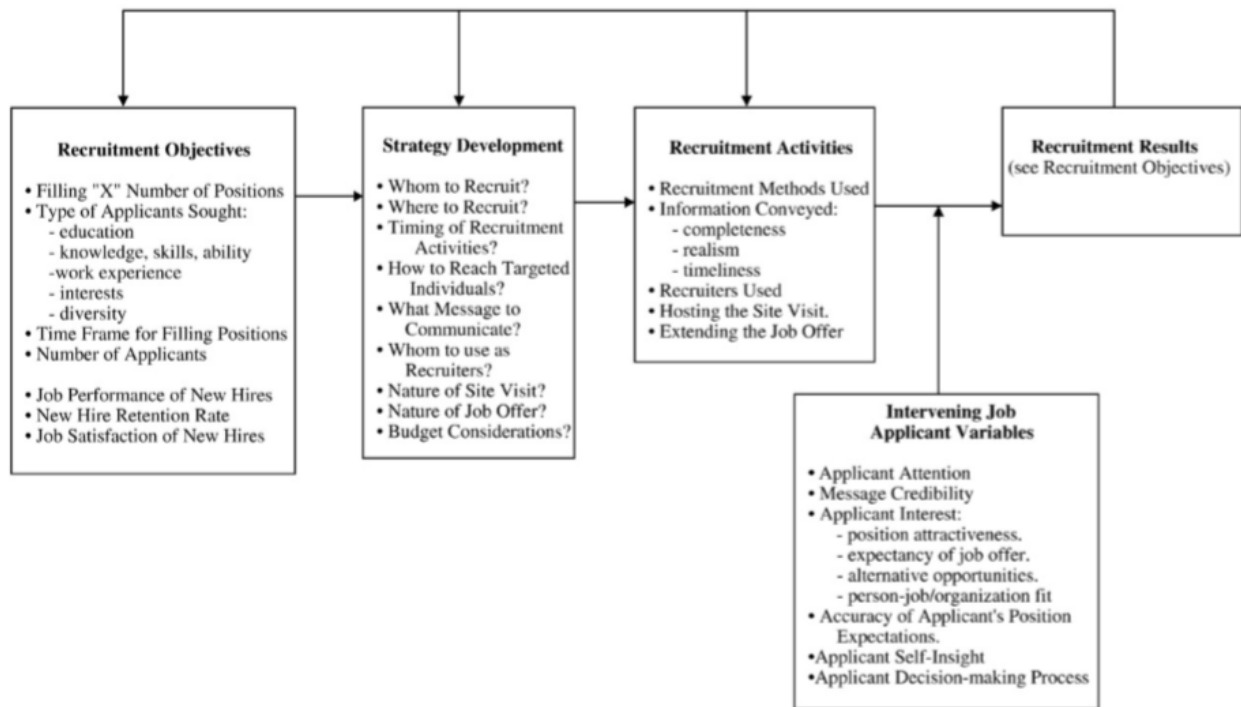 Recruitment Objectives
• Filling "X" Number of Positions
• Type of Applicants Sought:
- education
- knowledge, skills, ability
-work experience
- interests
- diversity
• Time Frame for Filling Positions
• Number of Applicants
• Job Performance of New Hires
• New Hire Retention Rate
• Job Satisfaction of New Hires
Strategy Development
• Whom to Recruit?
• Where to Recruit?
• Timing of Recruitment
Activities?
• How to Reach Targeted
Individuals?
• What Message to
Communicate?
• Whom to use as
Recruiters?
• Nature of Site Visit?
• Nature of Job Offer?
• Budget Considerations?
Recruitment Activities
• Recruitment Methods Used
• Information Conveyed:
- completeness
- realism
- timeliness
• Recruiters Used
• Hosting the Site Visit.
• Extending the Job Offer
Recruitment Results
(see Recruitment Objectives)
Intervening Job
Applicant Variables
• Applicant Attention
• Message Credibility
• Applicant Interest:
- position attractiveness.
- expectancy of job offer.
- alternative opportunities.
- person-job/organization fit
• Accuracy of Applicant's Position
Expectations.
•Applicant Self-Insight
•Applicant Decision-making Process